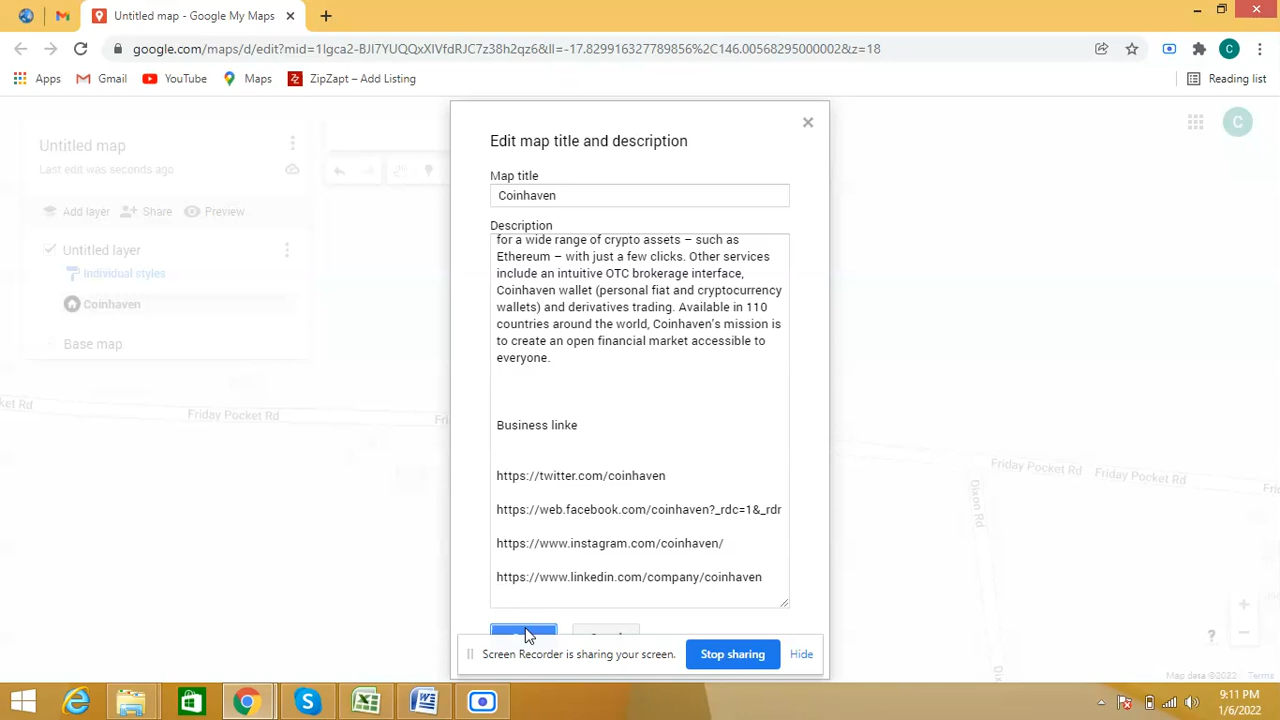 Untitled map - Google My Maps
google.com/maps/d/edit?mid=1Igca2-BJI7YUQQxXIVfdRJC7z38h2qz6&ll=-17.829916327789856%2C146.00568295000002&z=18
C
Apps
Gmail
YouTube
Maps
ZipZapt – Add Listing
Reading list
Untitled map
Last edit was seconds ago
Add layer
Share
Preview
Untitled layer
Individual styles
Coinhaven
Base map
C
Edit map title and description
Map title
Coinhaven
Description
for a wide range of crypto assets – such as
Ethereum – with just a few clicks. Other services
include an intuitive OTC brokerage interface,
Coinhaven wallet (personal fiat and cryptocurrency
wallets) and derivatives trading. Available in 110
countries around the world, Coinhaven's mission is
to create an open financial market accessible to
everyone.
Business linke
https://twitter.com/coinhaven
https://web.facebook.com/coinhaven?_rdc=1&_rdr
https://www.instagram.com/coinhaven/
https://www.linkedin.com/company/coinhaven
Screen Recorder is sharing your screen.
Stop sharing
Hide
Friday Pocket Rd
Friday Pocket Rd
Friday Pocket Rd
Dixon Rd
Map data ©2022
Terms
9:11 PM
1/6/2022